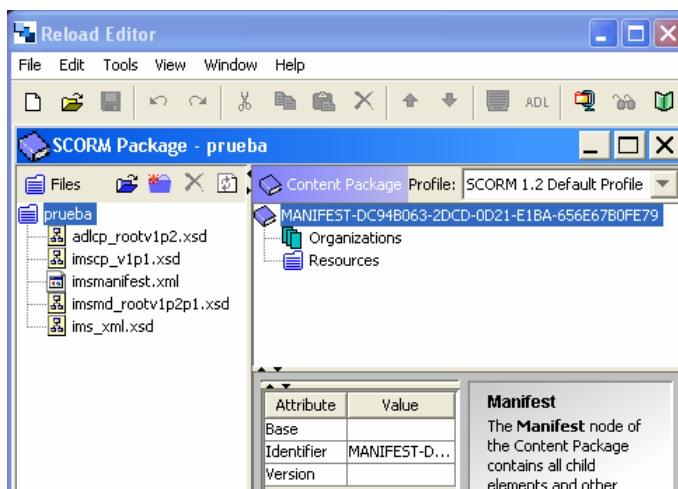 Reload Editor
File Edit Tools View Window Help
ADL
SCORM Package - prueba
Files
Content Package Profile: SCORM 1.2 Default Profile
prueba
adlcp_rootv1p2.xsd
imscp_v1p1.xsd
imsmanifest.xml
imsmd_rootv1p2p1.xsd
ims_xml.xsd
MANIFEST-DC94B063-2DCD-0D21-E1BA-656E67B0FE79
Organizations
Resources
Attribute Value
Base
Identifier MANIFEST-D...
Version
Manifest
The Manifest node of
the Content Package
contains all child
elements and other